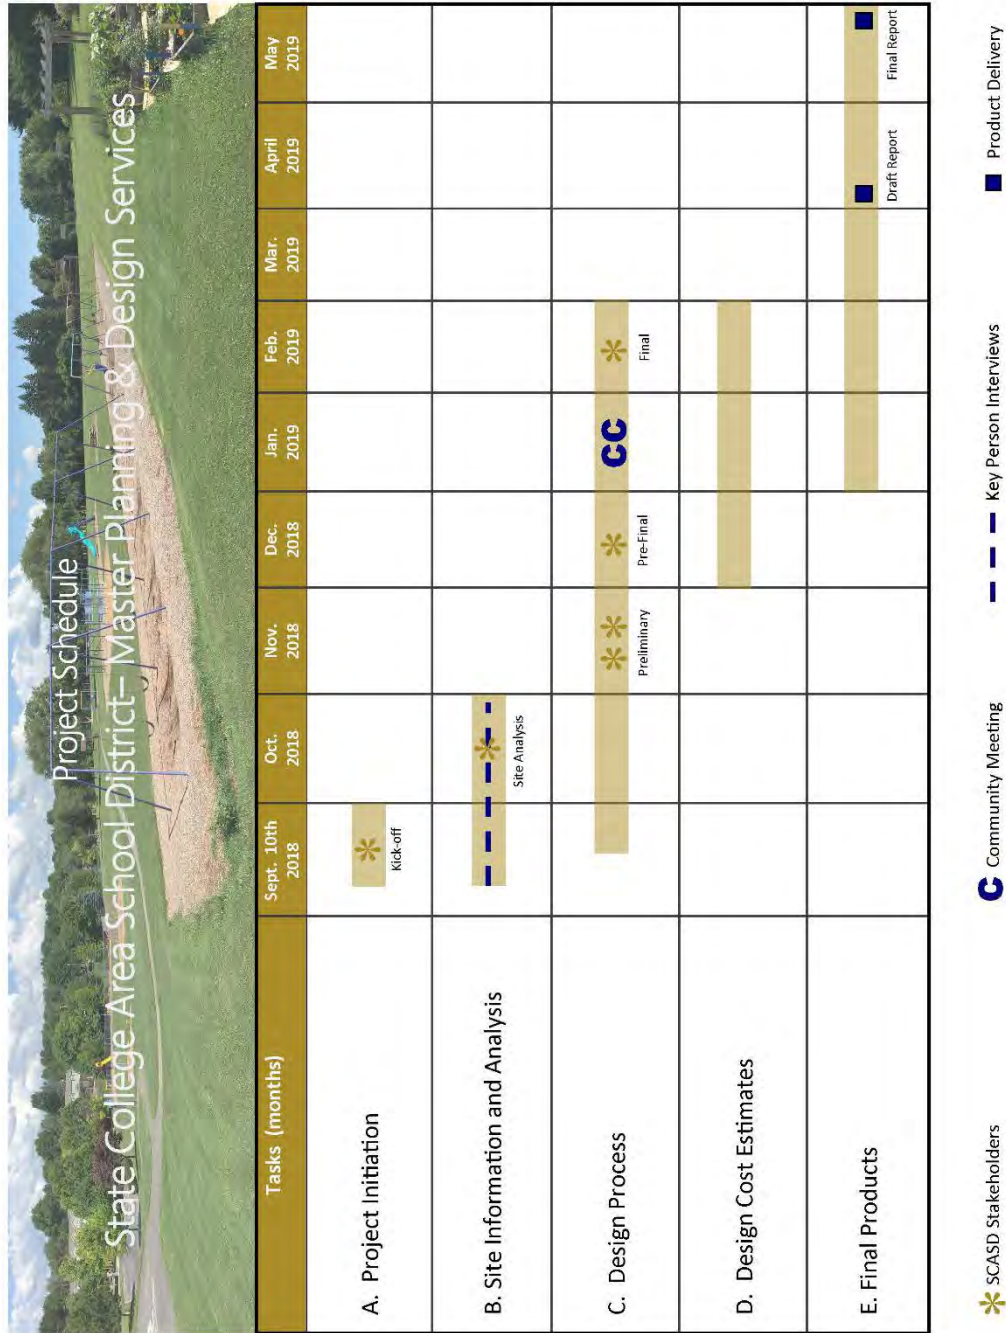 Project Schedule
State College Area School District– Master Planning & Design Services
Tasks (months)
Sept. 10th
2018
Oct.
2018
Nov.
2018
Dec.
2018
Jan.
2019
Feb.
2019
Mar.
2019
April
2019
May
2019
A. Project Initiation
Kick-off
B. Site Information and Analysis
Site Analysis
C. Design Process
Preliminary
Pre-Final
CC
Final
D. Design Cost Estimates
E. Final Products
Draft Report
Final Report
SCASD Stakeholders
C Community Meeting
Key Person Interviews
Product Delivery